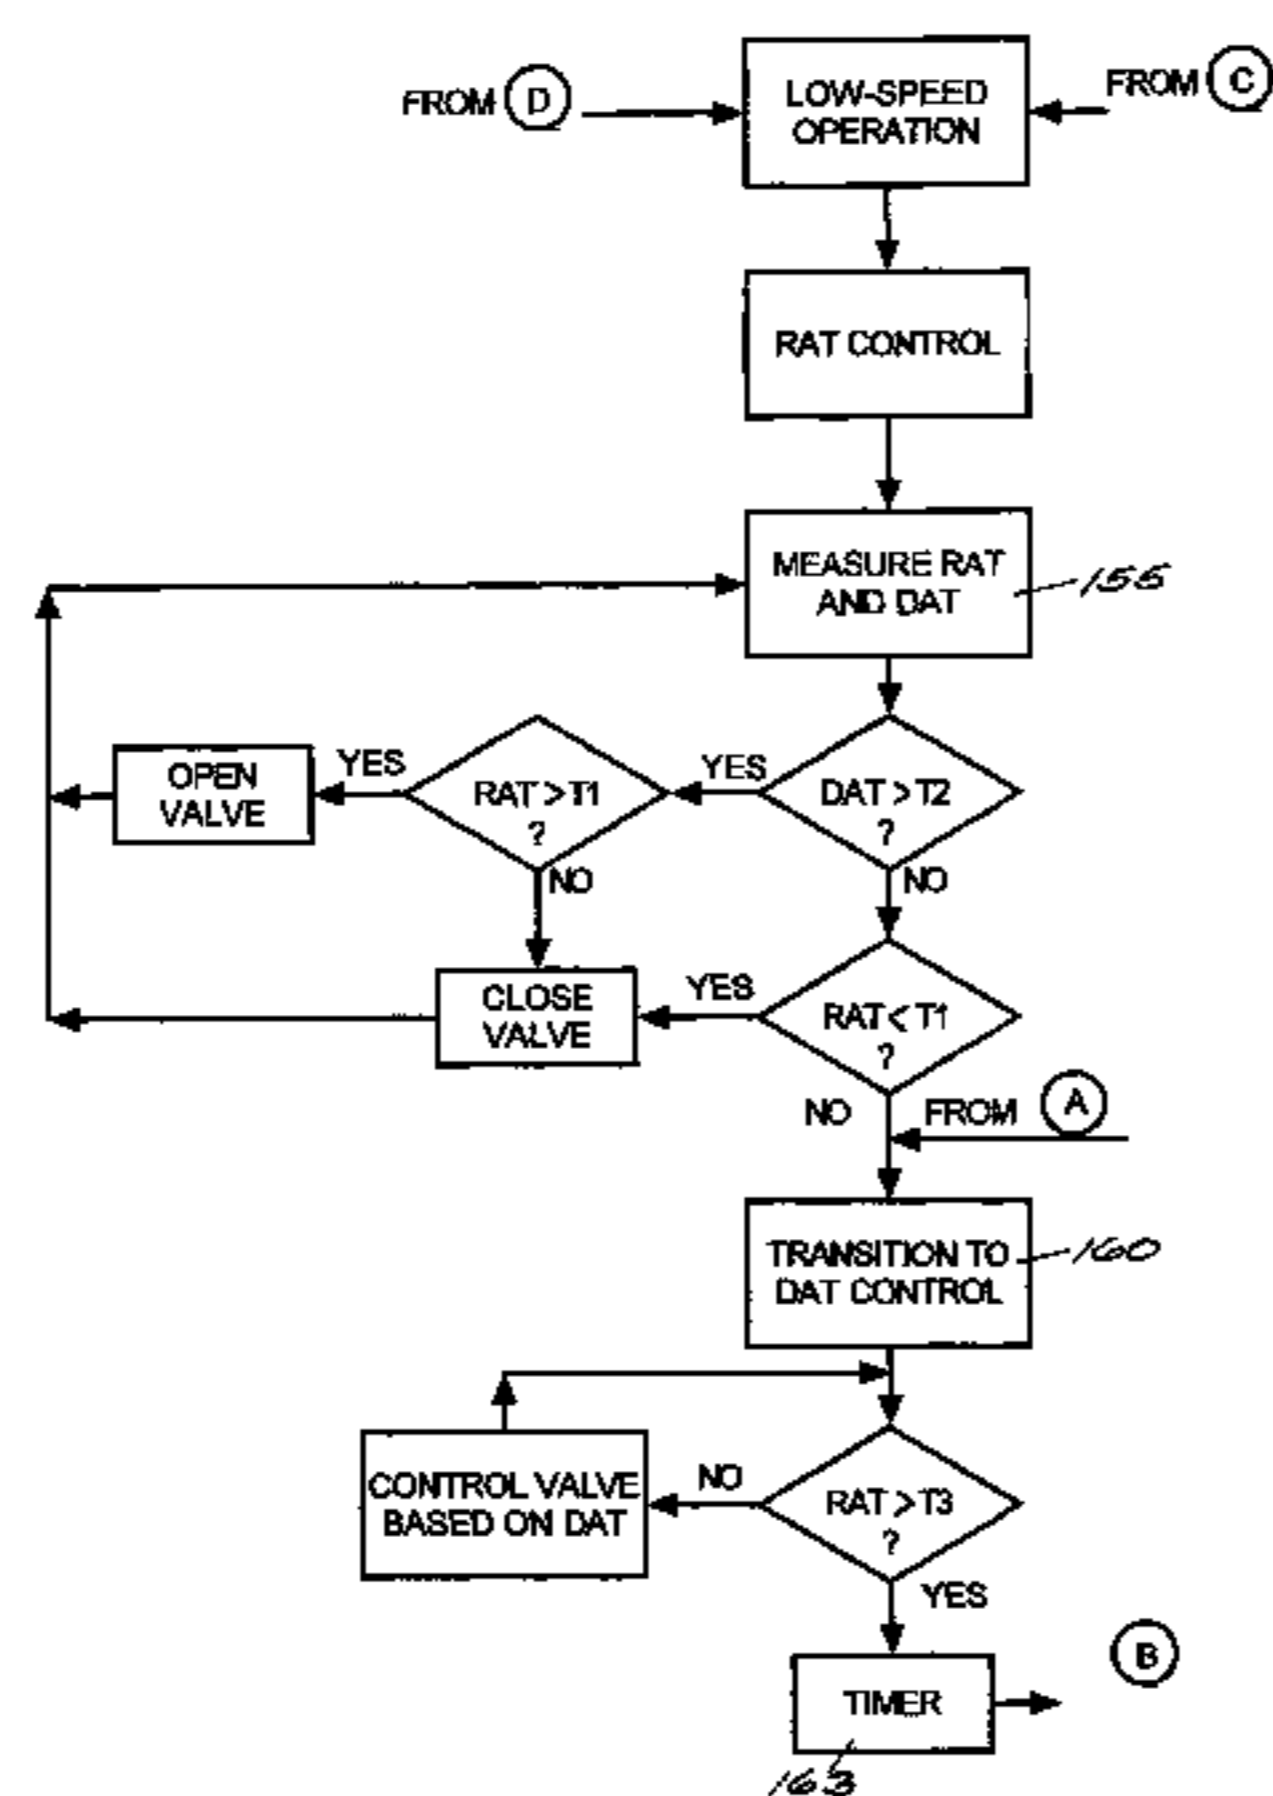 FROM D
LOW-SPEED
OPERATION
FROM C
RAT CONTROL
MEASURE RAT
AND DAT
155
OPEN
VALVE
YES
RAT > T1
?
YES
DAT > T2
?
NO
NO
CLOSE
VALVE
YES
RAT < T1
?
NO
FROM A
TRANSITION TO
DAT CONTROL
160
CONTROL VALVE
BASED ON DAT
NO
RAT > T3
?
YES
TIMER
B
163